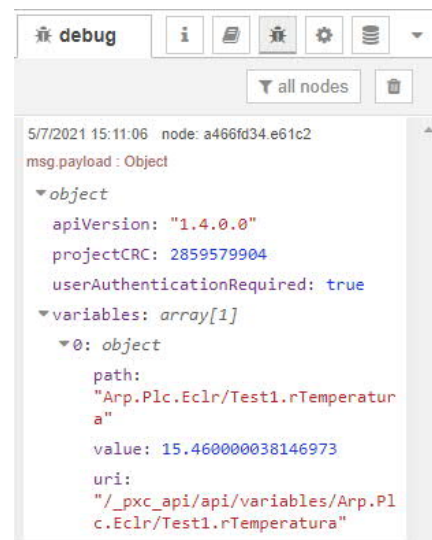 debug
i
all nodes
5/7/2021 15:11:06 node: a466fd34.e61c2
msg.payload : Object
object
apiVersion: "1.4.0.0"
projectCRC: 2859579904
userAuthenticationRequired: true
variables: array[1]
0: object
path:
"Arp.Plc.Eclr/Test1.rTemperatur
a"
value: 15.460000038146973
uri:
"/_pxc_api/api/variables/Arp.Pl
c.Eclr/Test1.rTemperatura"